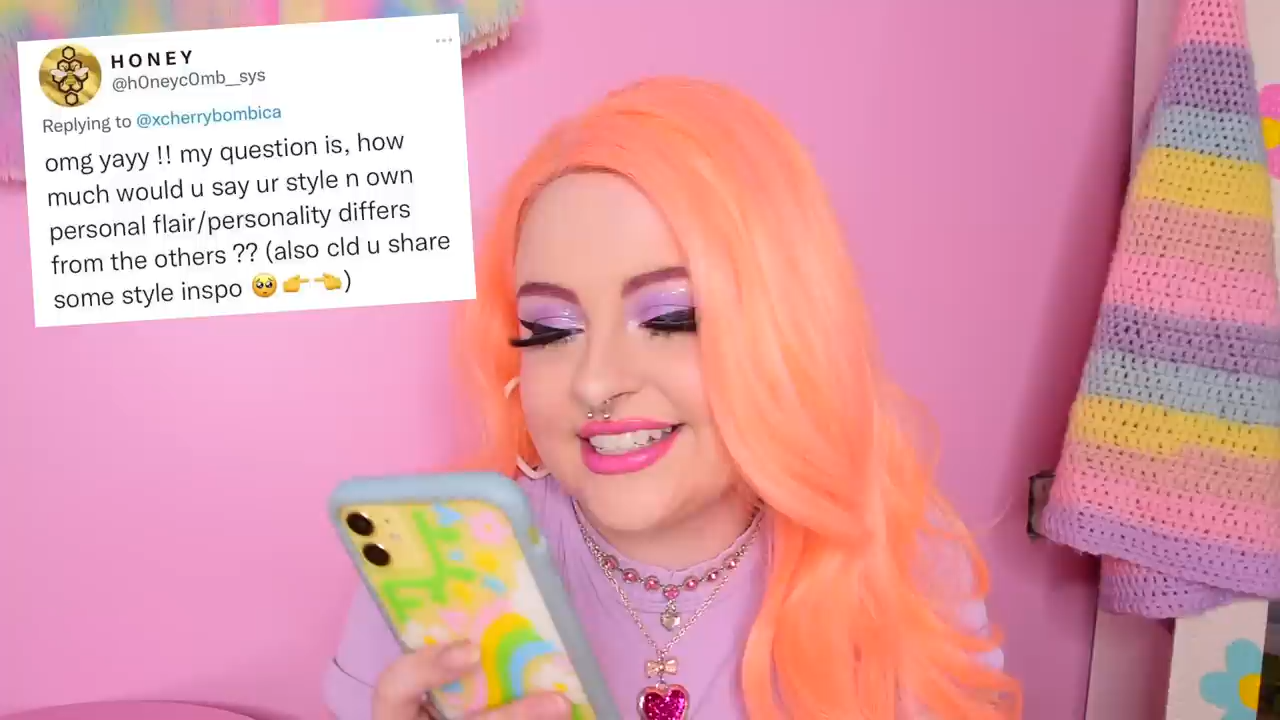 HONEY
@h0neyc0mb__sys
Replying to @xcherrybombica
omg yayy !! my question is, how
much would u say ur style n own
personal flair/personality differs
from the others ?? (also cld u share
some style inspo 🥺👉👈)